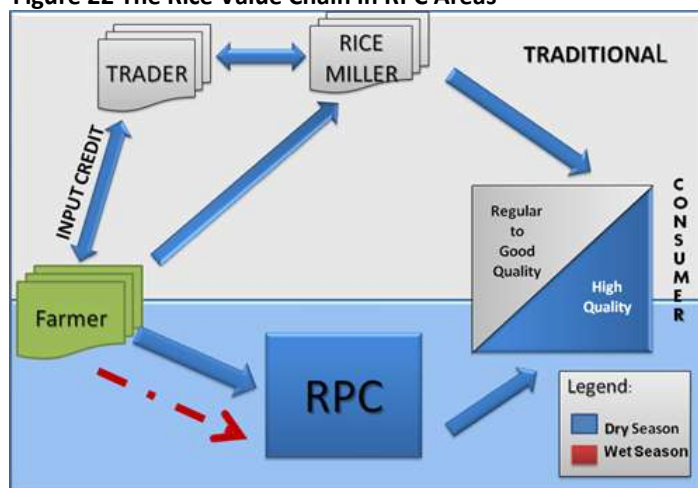 Figure 22 The Rice Value Chain in RPC Areas
TRADER
RICE
MILLER
TRADITIONAL
INPUT CREDIT
Farmer
RPC
Regular
to
Good
Quality
High
Quality
CONSUMER
Legend:
Dry Season
Wet Season